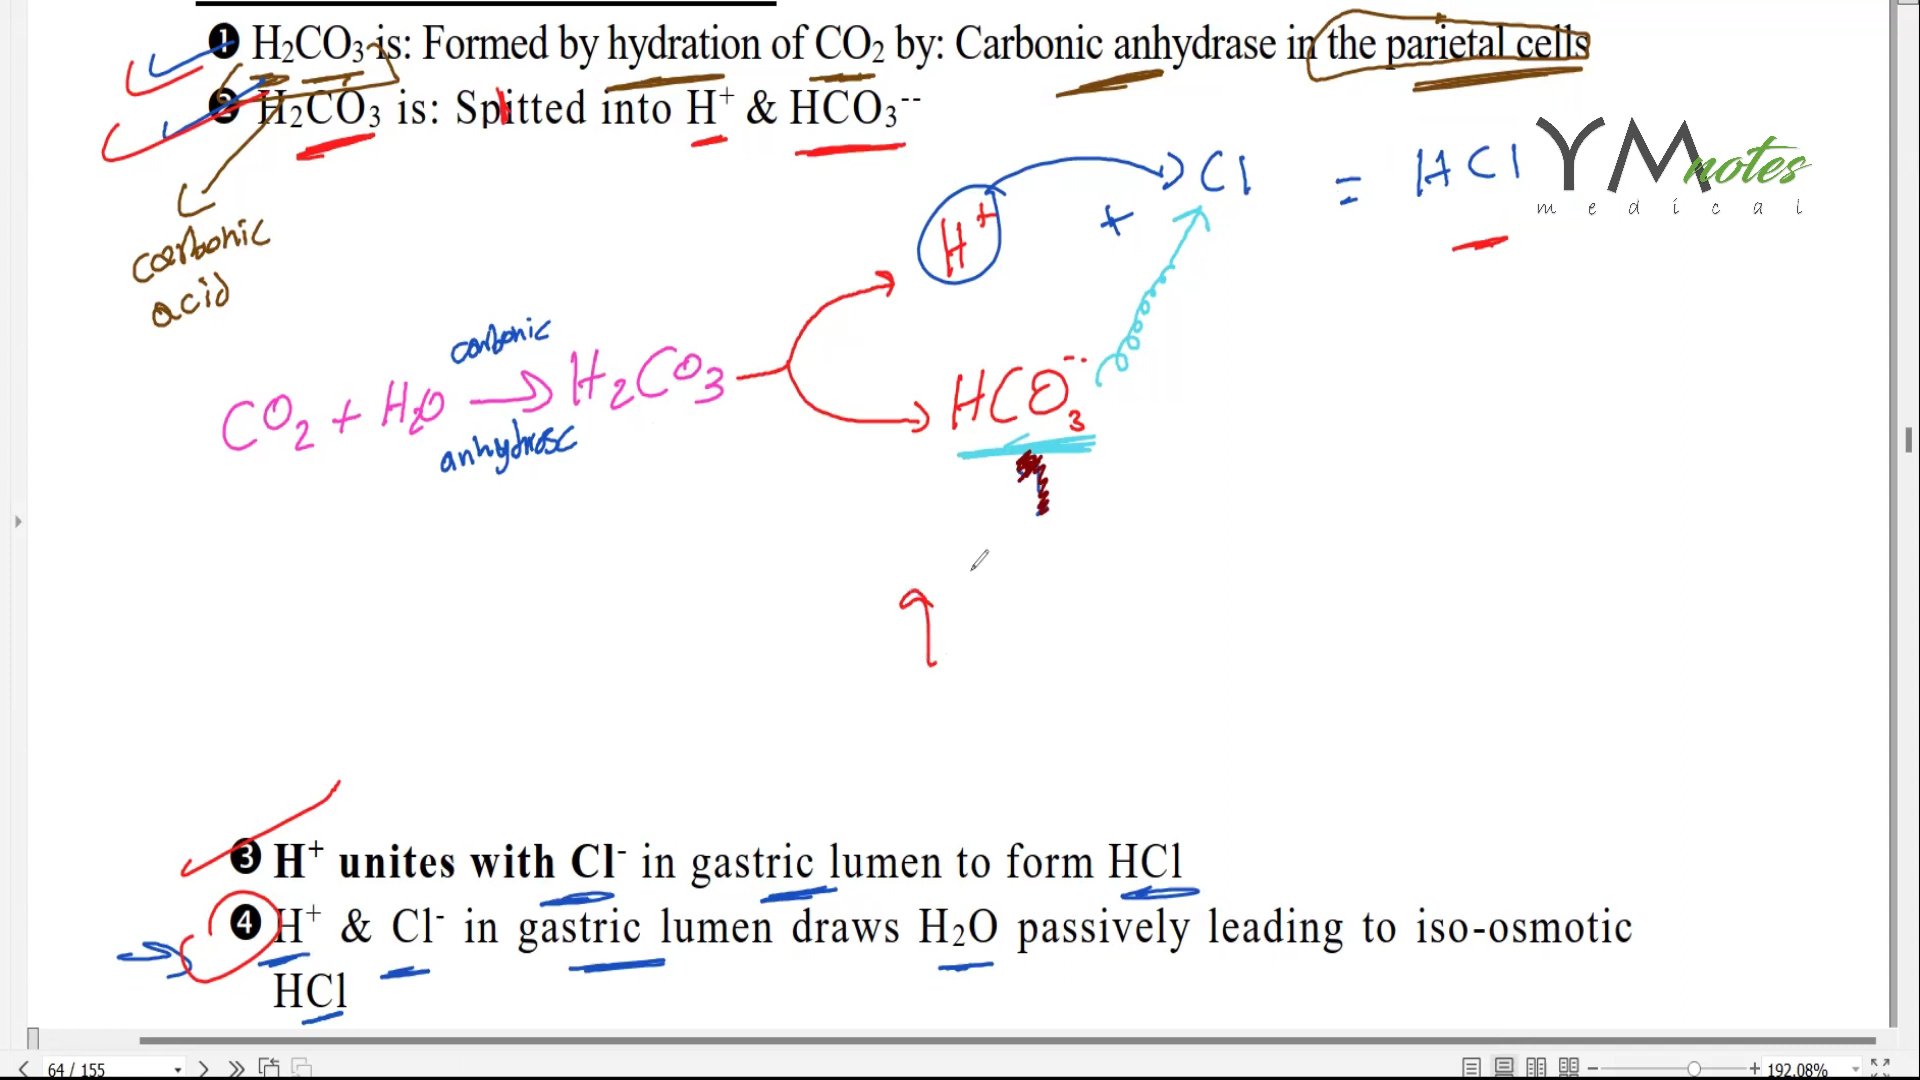 ❶ H₂CO₃ is: Formed by hydration of CO₂ by: Carbonic anhydrase in the parietal cells
❷ H₂CO₃ is: Splitted into H⁺ & HCO₃⁻⁻
YM notes
medical
H⁺ + Cl = HCl
carbonic
acid
carbonic
CO₂ + H₂O → H₂CO₃
anhydrase
HCO₃⁻⁻
❸ H⁺ unites with Cl⁻ in gastric lumen to form HCl
❹ H⁺ & Cl⁻ in gastric lumen draws H₂O passively leading to iso-osmotic
HCl
64 / 155
192.08%